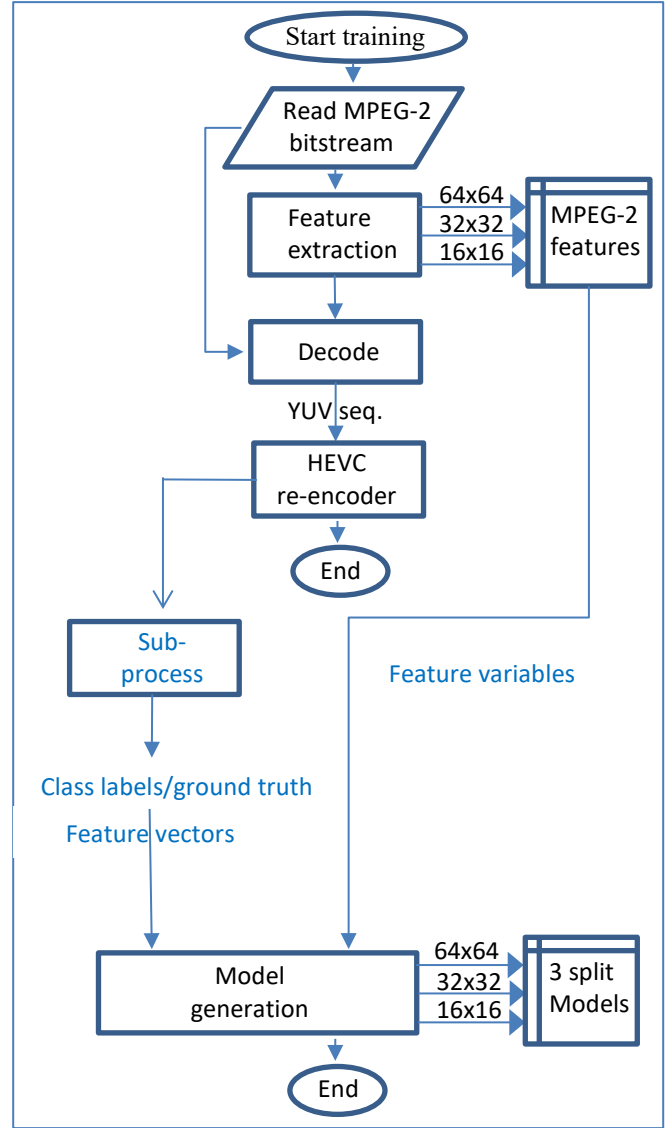 Start training
Read MPEG-2
bitstream
Feature
extraction
64x64
32x32
16x16
MPEG-2
features
Decode
YUV seq.
HEVC
re-encoder
End
Sub-
process
Feature variables
Class labels/ground truth
Feature vectors
Model
generation
64x64
32x32
16x16
3 split
Models
End